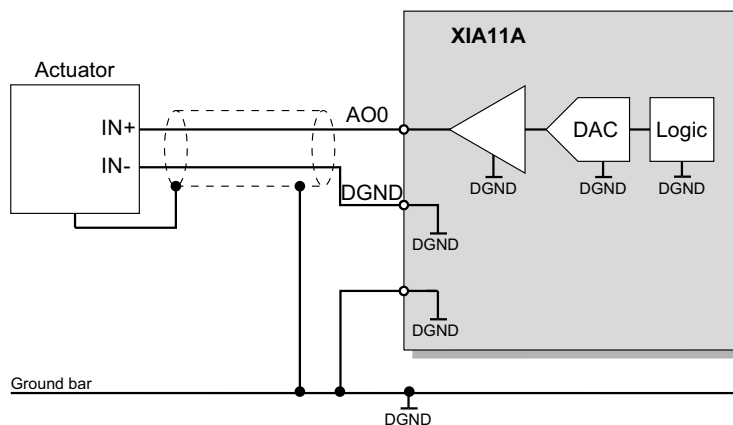 XIA11A
Actuator
AO0
IN+
DAC
Logic
IN-
DGND
DGND
DGND
DGND
DGND
DGND
Ground bar
DGND